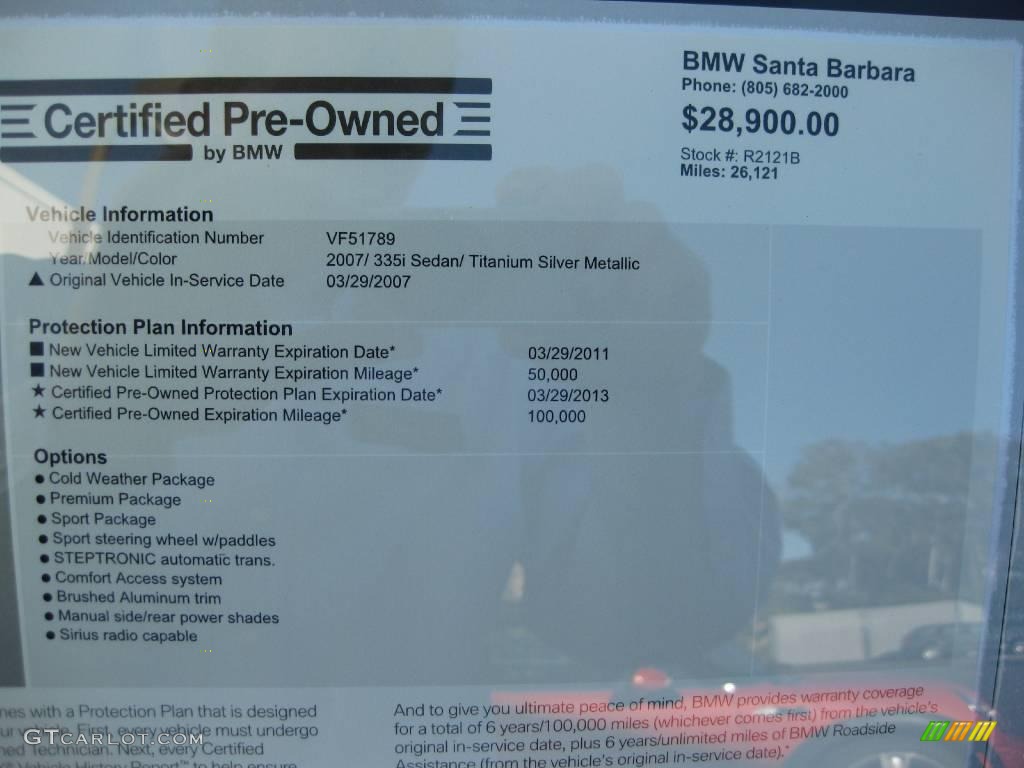 BMW Santa Barbara
Phone: (805) 682-2000
$28,900.00
Stock #: R2121B
Miles: 26,121
Certified Pre-Owned
by BMW
Vehicle Information
Vehicle Identification Number VF51789
Year/Model/Color 2007/ 335i Sedan/ Titanium Silver Metallic
▲ Original Vehicle In-Service Date 03/29/2007
Protection Plan Information
■ New Vehicle Limited Warranty Expiration Date* 03/29/2011
■ New Vehicle Limited Warranty Expiration Mileage* 50,000
★ Certified Pre-Owned Protection Plan Expiration Date* 03/29/2013
★ Certified Pre-Owned Expiration Mileage* 100,000
Options
● Cold Weather Package
● Premium Package
● Sport Package
● Sport steering wheel w/paddles
● STEPTRONIC automatic trans.
● Comfort Access system
● Brushed Aluminum trim
● Manual side/rear power shades
● Sirius radio capable
with a Protection Plan that is designed
vehicle. First, every vehicle must undergo
Technician. Next, every Certified
Vehicle History Report™ to help ensure
And to give you ultimate peace of mind, BMW provides warranty coverage
for a total of 6 years/100,000 miles (whichever comes first) from the vehicle's
original in-service date, plus 6 years/unlimited miles of BMW Roadside
Assistance (from the vehicle's original in-service date).*
GTCARLOT.COM